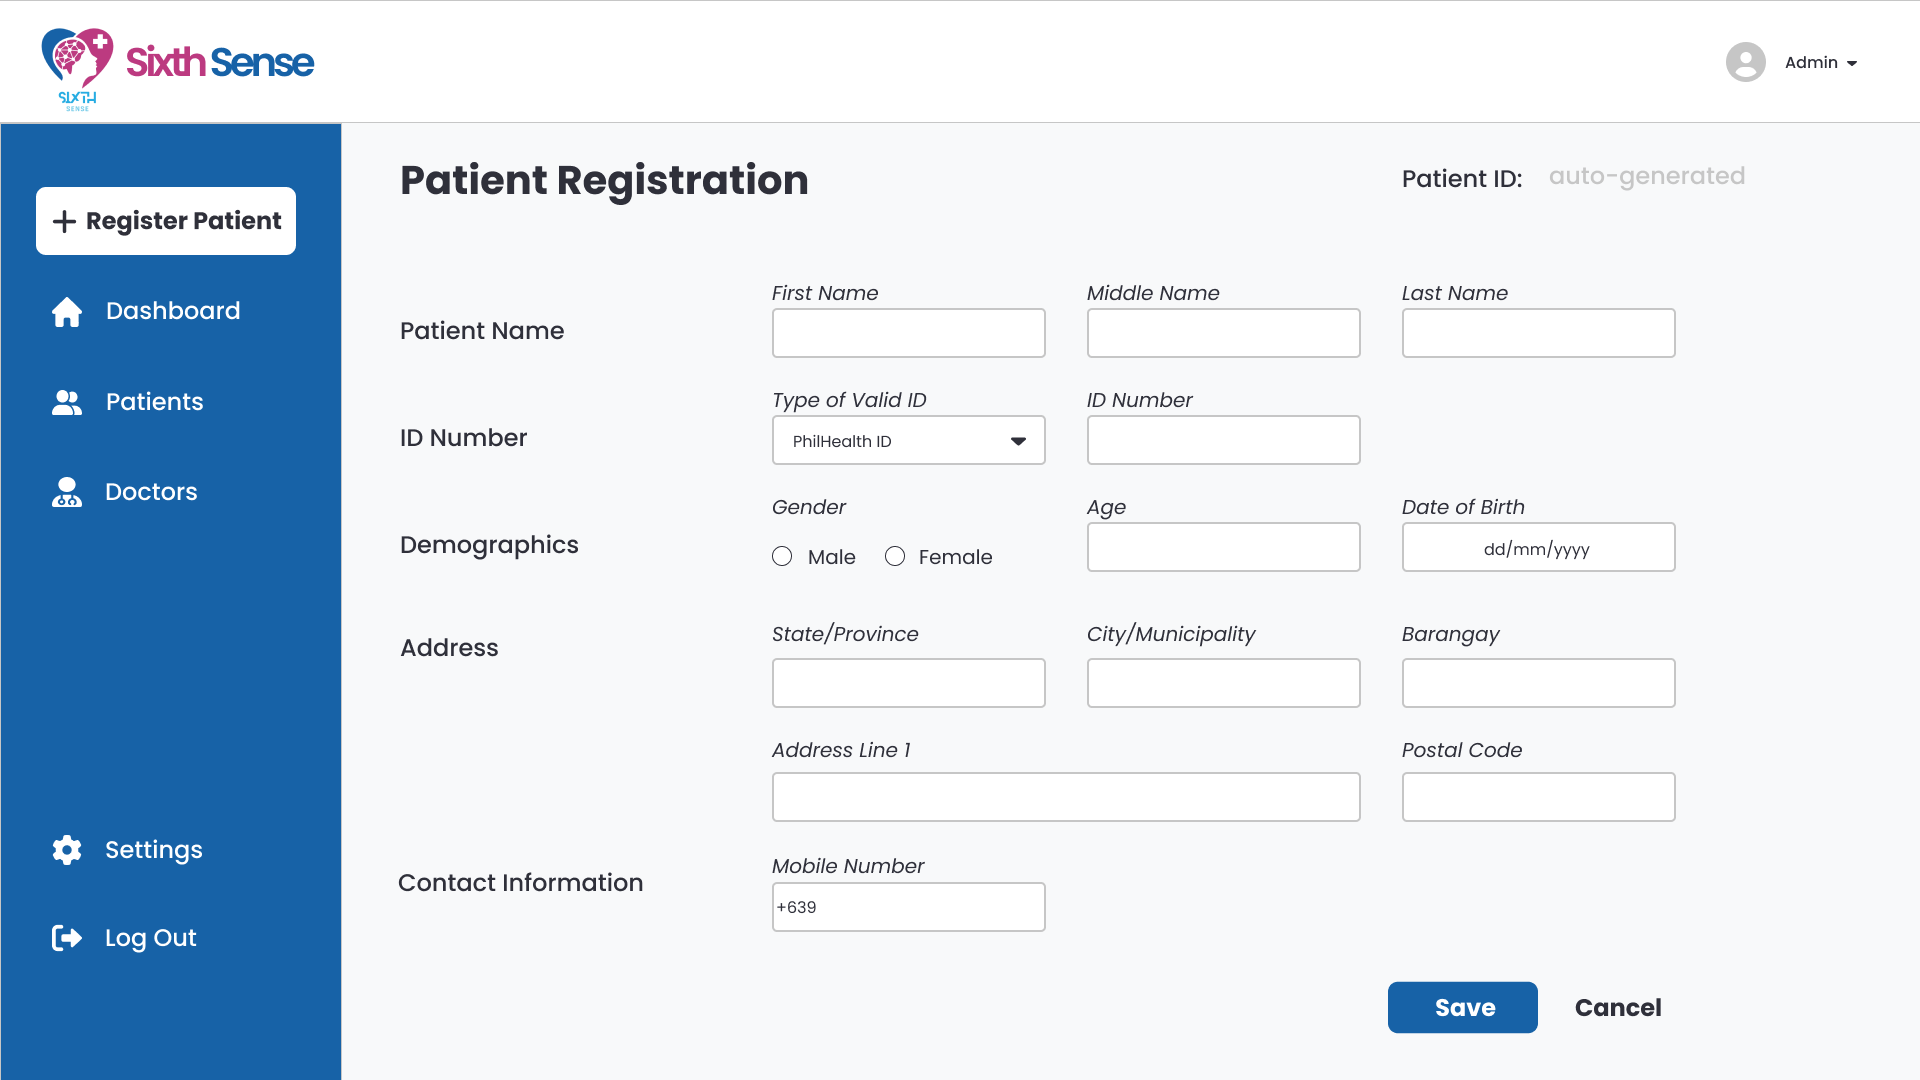 SIXTH
SENSE
Sixth Sense
Admin
Register Patient
Dashboard
Patients
Doctors
Settings
Log Out
Patient Registration
Patient ID: auto-generated
First Name Middle Name Last Name
Patient Name
Type of Valid ID ID Number
ID Number
PhilHealth ID
Gender Age Date of Birth
Demographics
Male Female
dd/mm/yyyy
State/Province City/Municipality Barangay
Address
Address Line 1 Postal Code
Mobile Number
Contact Information
+639
Save Cancel